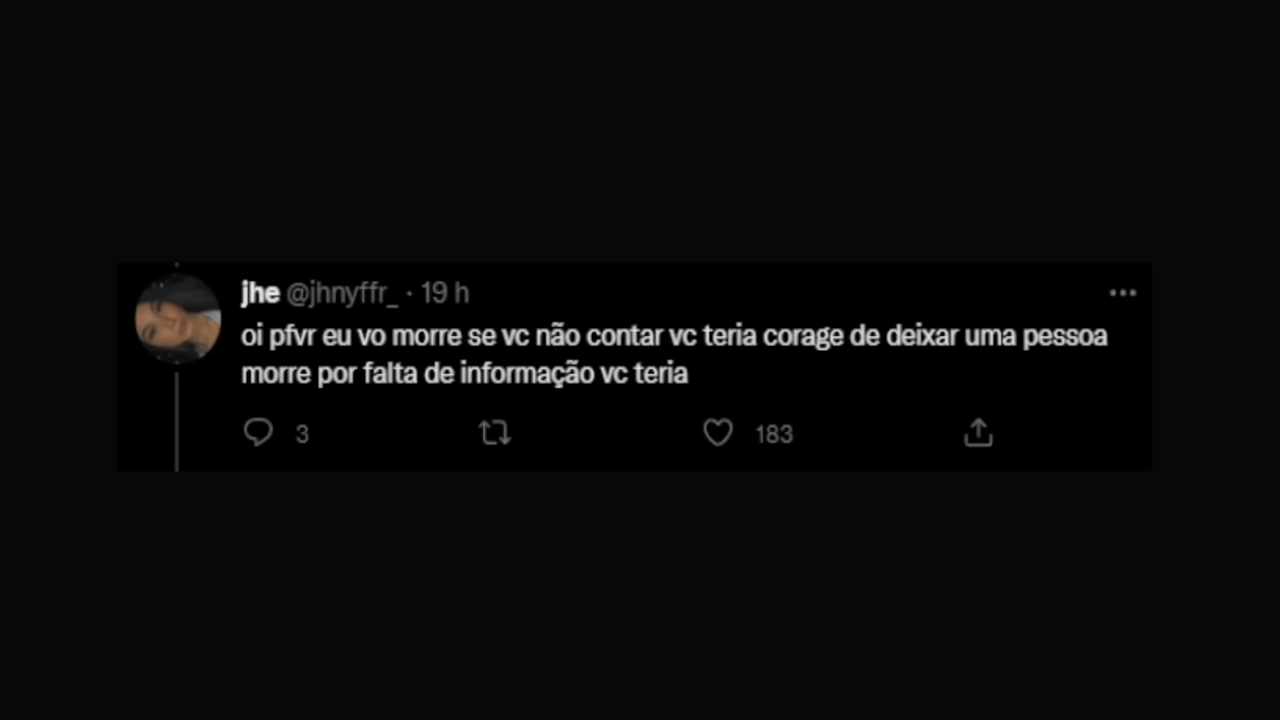 jhe @jhnyffr_ · 19 h
oi pfvr eu vo morre se vc não contar vc teria corage de deixar uma pessoa
morre por falta de informação vc teria
3 183